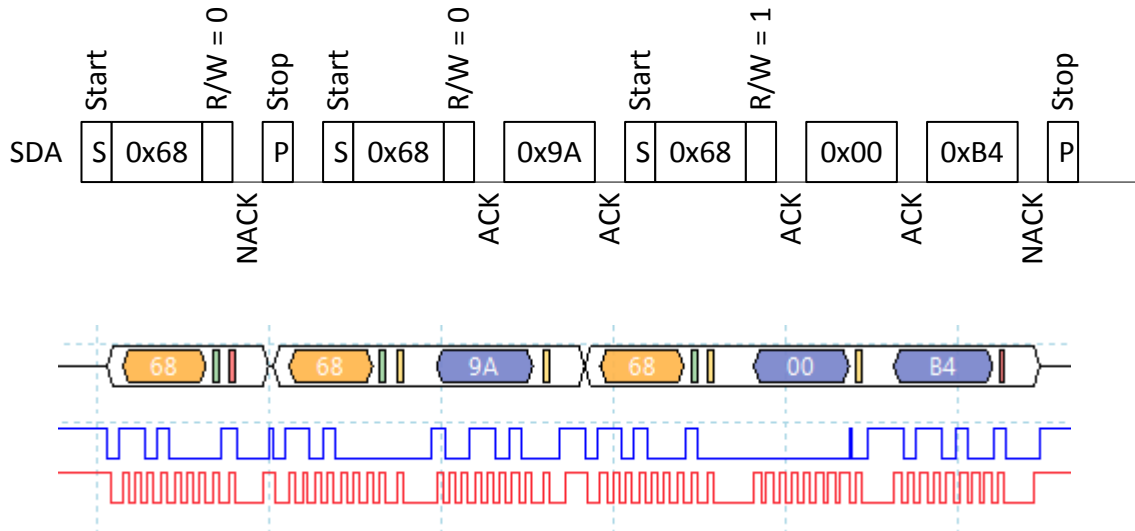 Start R/W = 0 Stop Start R/W = 0 Start R/W = 1 Stop
SDA S 0x68 P S 0x68 0x9A S 0x68 0x00 0xB4 P
NACK ACK ACK ACK ACK NACK
68 68 9A 68 00 B4